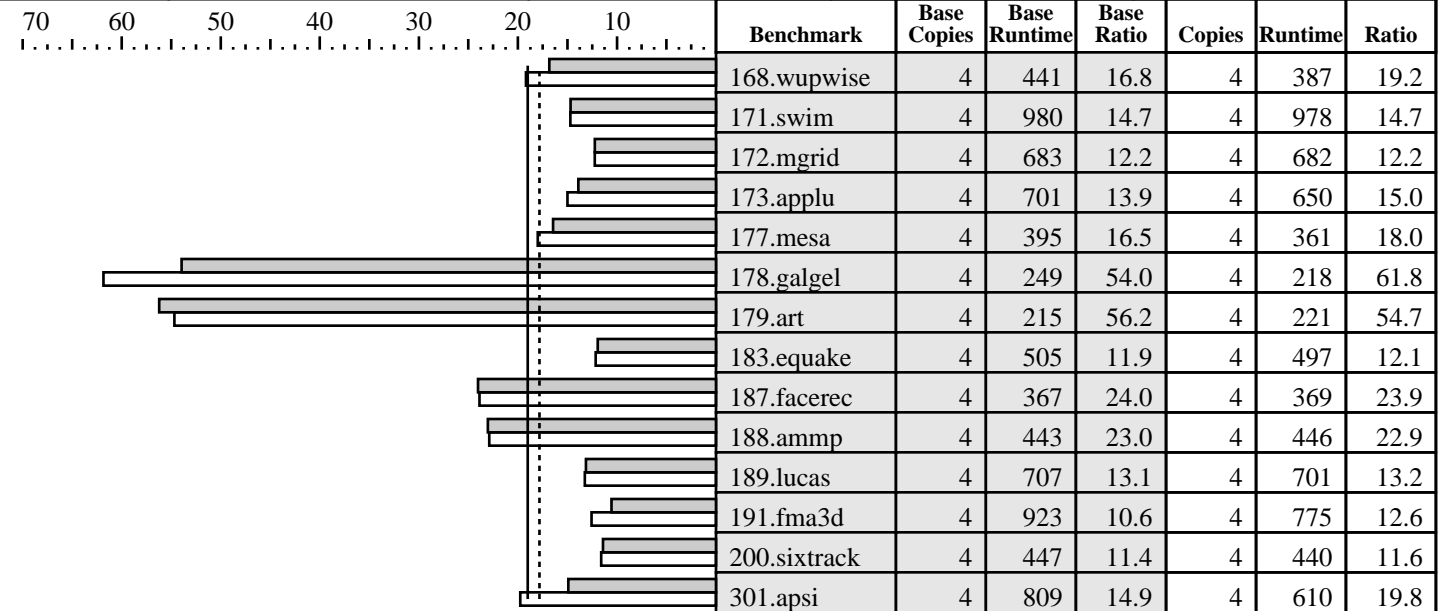 70 60 50 40 30 20 10
Benchmark Base Copies Base Runtime Base Ratio Copies Runtime Ratio
168.wupwise 4 441 16.8 4 387 19.2
171.swim 4 980 14.7 4 978 14.7
172.mgrid 4 683 12.2 4 682 12.2
173.applu 4 701 13.9 4 650 15.0
177.mesa 4 395 16.5 4 361 18.0
178.galgel 4 249 54.0 4 218 61.8
179.art 4 215 56.2 4 221 54.7
183.equake 4 505 11.9 4 497 12.1
187.facerec 4 367 24.0 4 369 23.9
188.ammp 4 443 23.0 4 446 22.9
189.lucas 4 707 13.1 4 701 13.2
191.fma3d 4 923 10.6 4 775 12.6
200.sixtrack 4 447 11.4 4 440 11.6
301.apsi 4 809 14.9 4 610 19.8